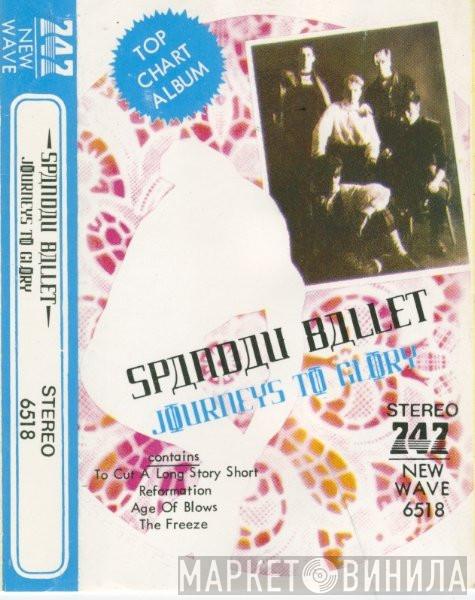 242
NEW
WAVE
SPANDAU BALLET
JOURNEYS TO GLORY
STEREO
6518
TOP
CHART
ALBUM
SPANDAU BALLET
JOURNEYS TO GLORY
contains
To Cut A Long Story Short
Reformation
Age Of Blows
The Freeze
STEREO
747
NEW
WAVE
6518
МАРКЕТ ВИНИЛА